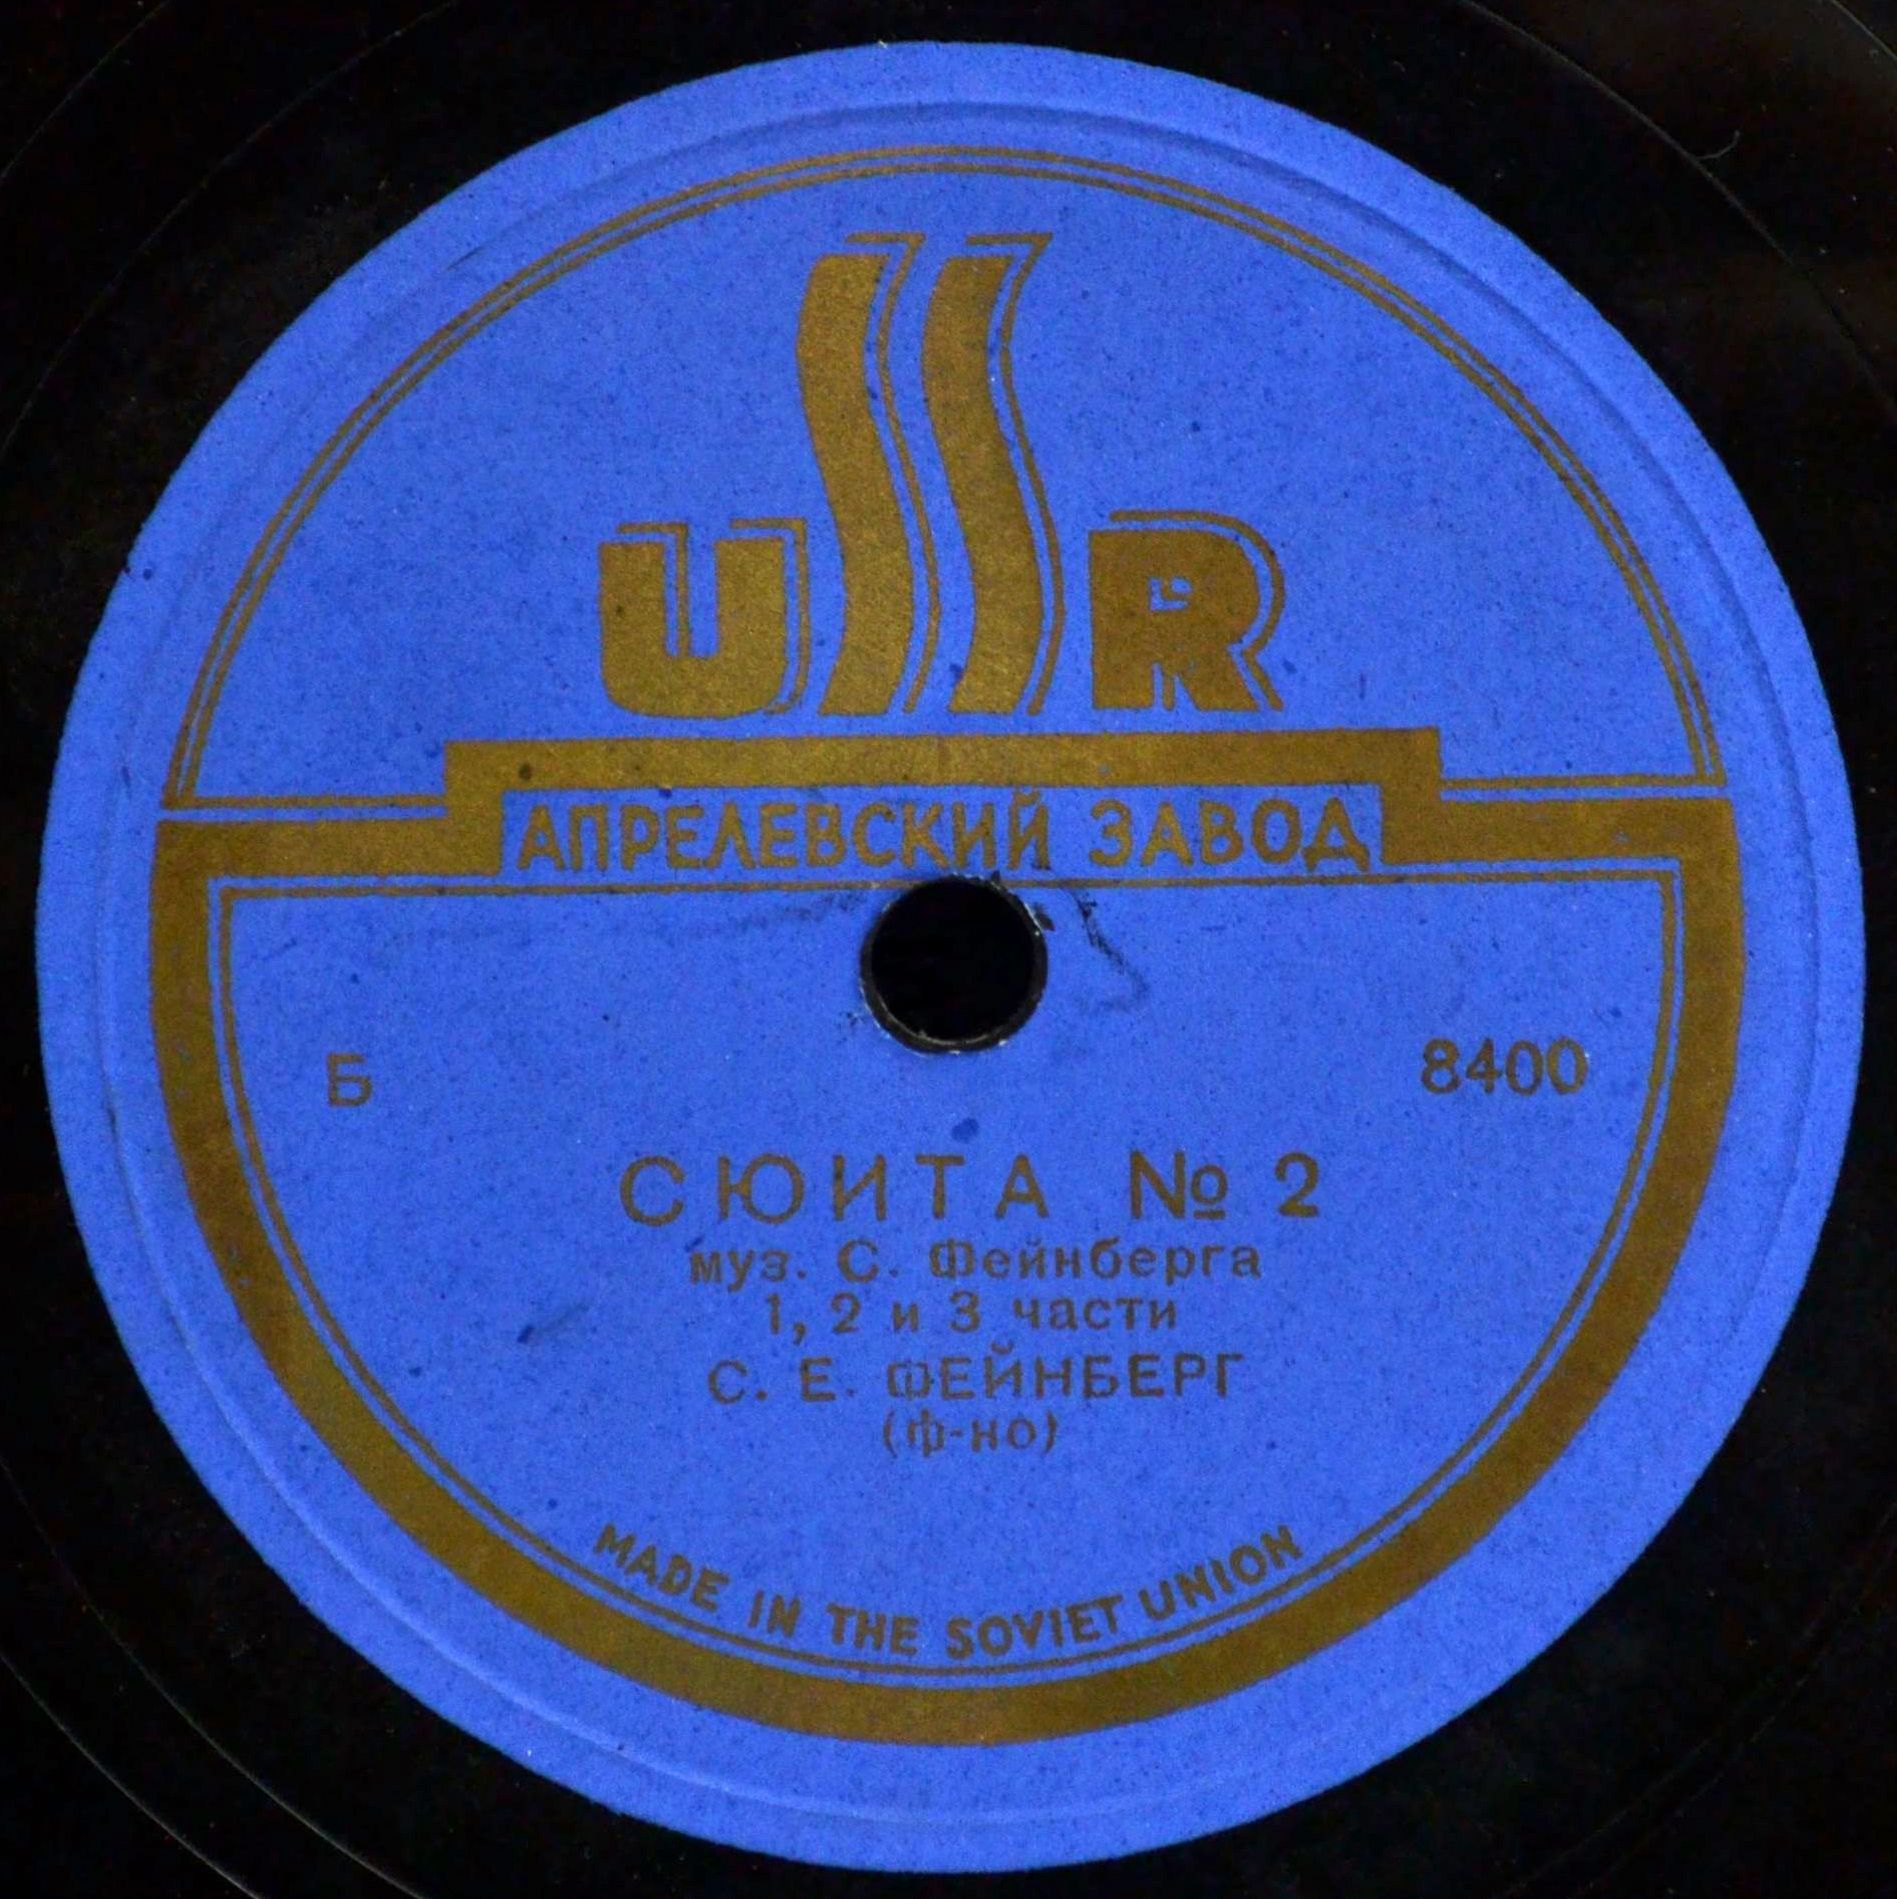 USSR
АПРЕЛЕВСКИЙ ЗАВОД
Б 8400
СЮИТА № 2
муз. С. Фейнберга
1, 2 и 3 части
С. Е. ФЕЙНБЕРГ
(ф-но)
MADE IN THE SOVIET UNION